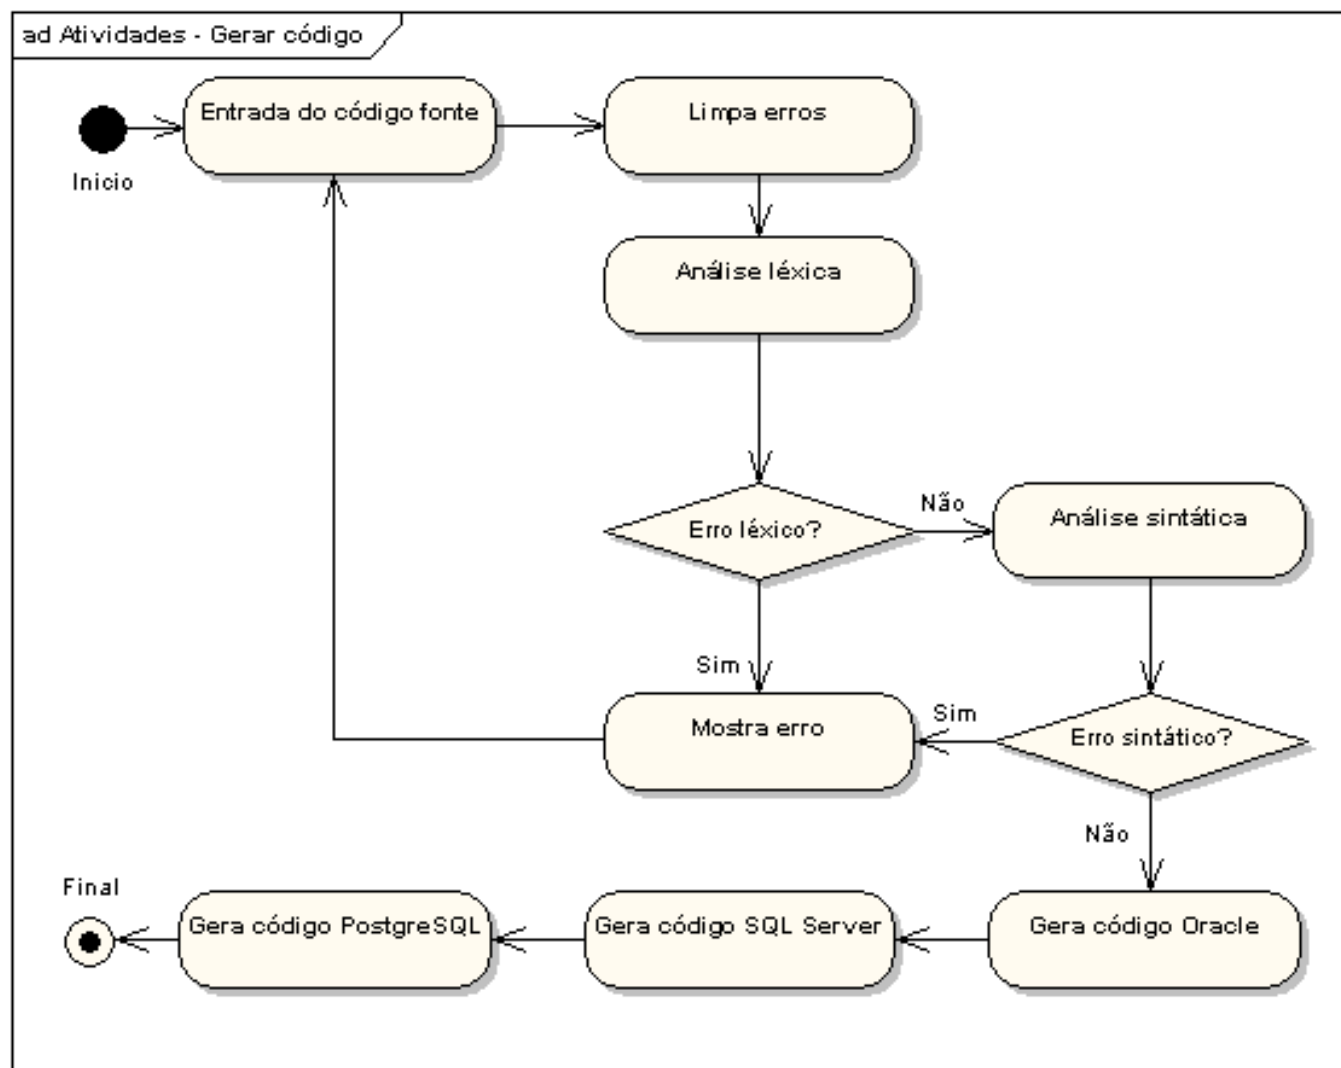 ad Atividades - Gerar código
Entrada do código fonte
Limpa erros
Inicio
Análise léxica
Erro léxico?
Não
Análise sintática
Sim
Mostra erro
Sim
Erro sintático?
Não
Final
Gera código PostgreSQL
Gera código SQL Server
Gera código Oracle